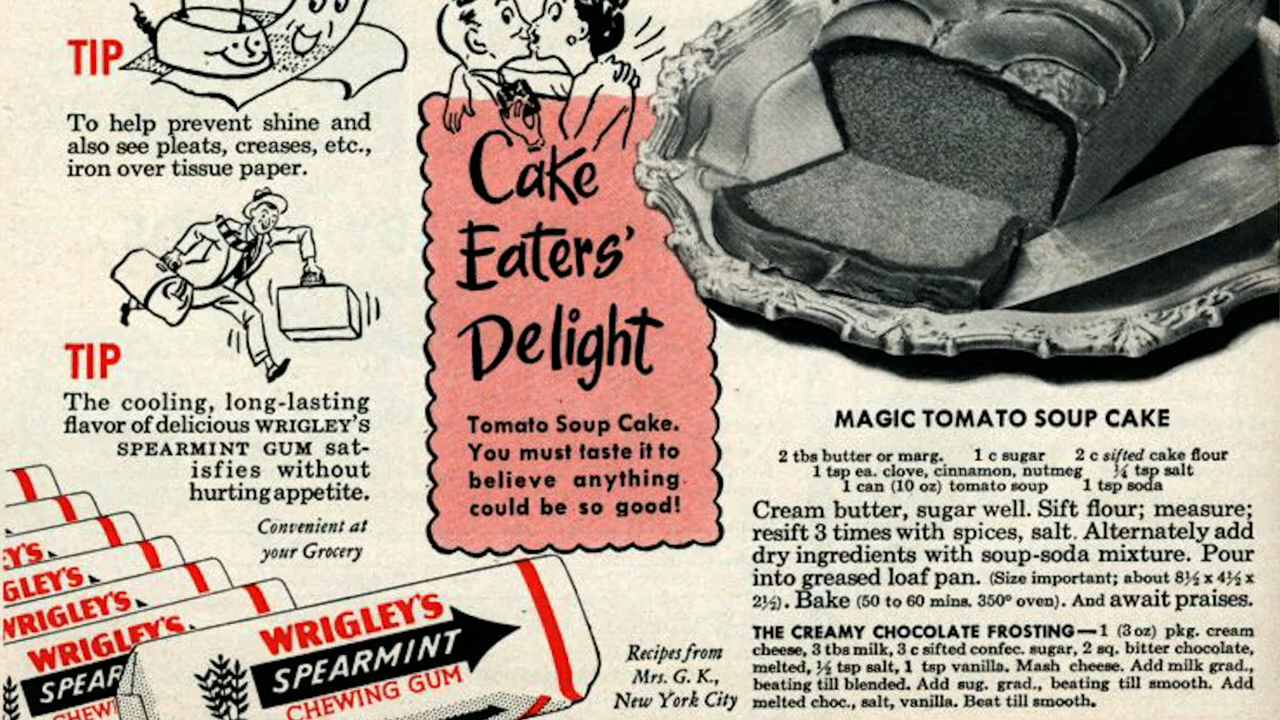 TIP
To help prevent shine and
also see pleats, creases, etc.,
iron over tissue paper.
TIP
The cooling, long-lasting
flavor of delicious WRIGLEY'S
SPEARMINT GUM sat-
isfies without
hurting appetite.
Convenient at
your Grocery
EY'S
GLEY'S
WRIGLEY'S
WRIGLEY'S
SPEAR
CHEWI
WRIGLEY'S
SPEARMINT
CHEWING GUM
Cake
Eaters'
Delight
Tomato Soup Cake.
You must taste it to
believe anything
could be so good!
Recipes from
Mrs. G. K.,
New York City
MAGIC TOMATO SOUP CAKE
2 tbs butter or marg. 1 c sugar 2 c sifted cake flour
1 tsp ea. clove, cinnamon, nutmeg ¼ tsp salt
1 can (10 oz) tomato soup 1 tsp soda
Cream butter, sugar well. Sift flour; measure;
resift 3 times with spices, salt. Alternately add
dry ingredients with soup-soda mixture. Pour
into greased loaf pan. (Size important; about 8½ x 4½ x
2½). Bake (50 to 60 mins. 350° oven). And await praises.
THE CREAMY CHOCOLATE FROSTING—1 (3 oz) pkg. cream
cheese, 3 tbs milk, 3 c sifted confec. sugar, 2 sq. bitter chocolate,
melted, ½ tsp salt, 1 tsp vanilla. Mash cheese. Add milk grad.,
beating till blended. Add sug. grad., beating till smooth. Add
melted choc., salt, vanilla. Beat till smooth.